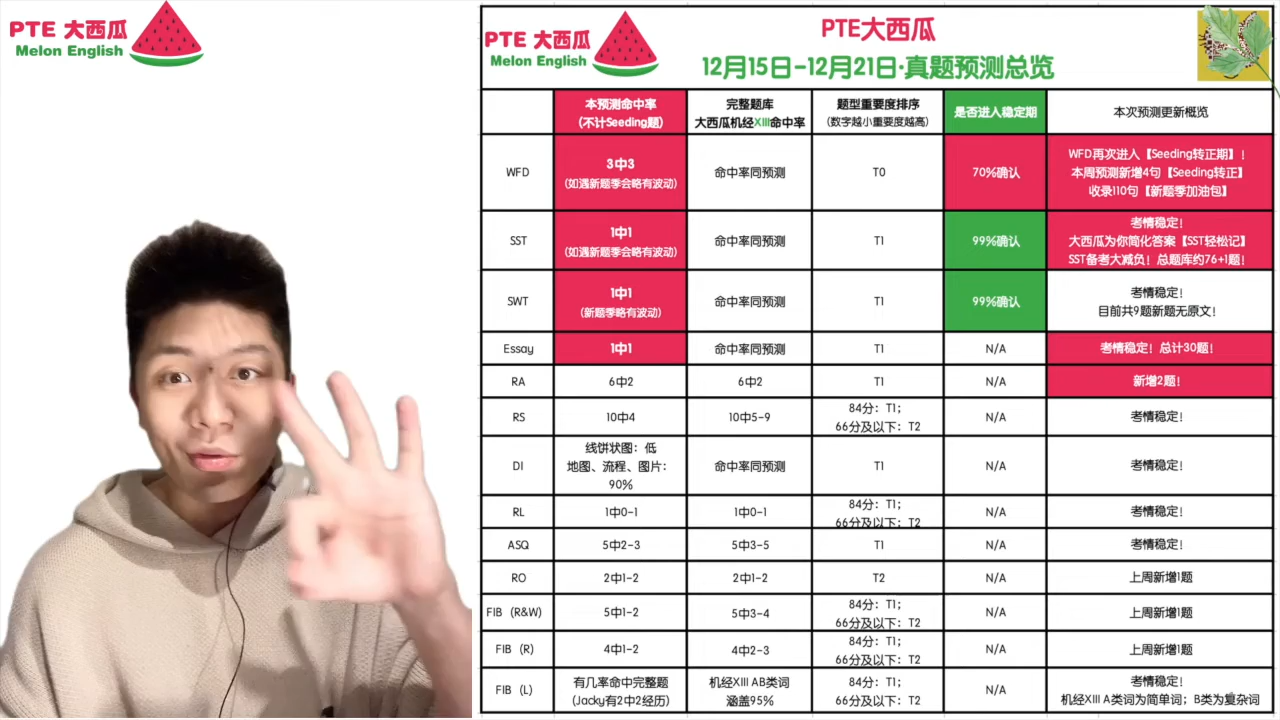 PTE 大西瓜
Melon English
PTE 大西瓜
Melon English
PTE大西瓜
12月15日-12月21日·真题预测总览
本预测命中率
(不计Seeding题)
完整题库
大西瓜机经XIII命中率
题型重要度排序
(数字越小重要度越高)
是否进入稳定期
本次预测更新概览
WFD
3中3
(如遇新题季会略有波动)
命中率同预测
T0
70%确认
WFD再次进入【Seeding转正期】！
本周预测新增4句【Seeding转正】
收录110句【新题季加油包】
SST
1中1
(如遇新题季会略有波动)
命中率同预测
T1
99%确认
考情稳定！
大西瓜为你简化答案【SST轻松记】
SST备考大减负！总题库约76+1题！
SWT
1中1
(新题季略有波动)
命中率同预测
T1
99%确认
考情稳定！
目前共9题新题无原文！
Essay
1中1
命中率同预测
T1
N/A
考情稳定！总计30题！
RA
6中2
6中2
T1
N/A
新增2题！
RS
10中4
10中5-9
84分：T1；
66分及以下：T2
N/A
考情稳定！
DI
线饼状图：低
地图、流程、图片：
90%
命中率同预测
T1
N/A
考情稳定！
RL
1中0-1
1中0-1
84分：T1；
66分及以下：T2
N/A
考情稳定！
ASQ
5中2-3
5中3-5
T1
N/A
考情稳定！
RO
2中1-2
2中1-2
T2
N/A
上周新增1题
FIB（R&W）
5中1-2
5中3-4
84分：T1；
66分及以下：T2
N/A
上周新增1题
FIB（R）
4中1-2
4中2-3
84分：T1；
66分及以下：T2
N/A
上周新增1题
FIB（L）
有几率命中完整题
(Jacky有2中2经历)
机经XIII AB类词
涵盖95%
84分：T1；
66分及以下：T2
N/A
考情稳定！
机经XIII A类词为简单词；B类为复杂词